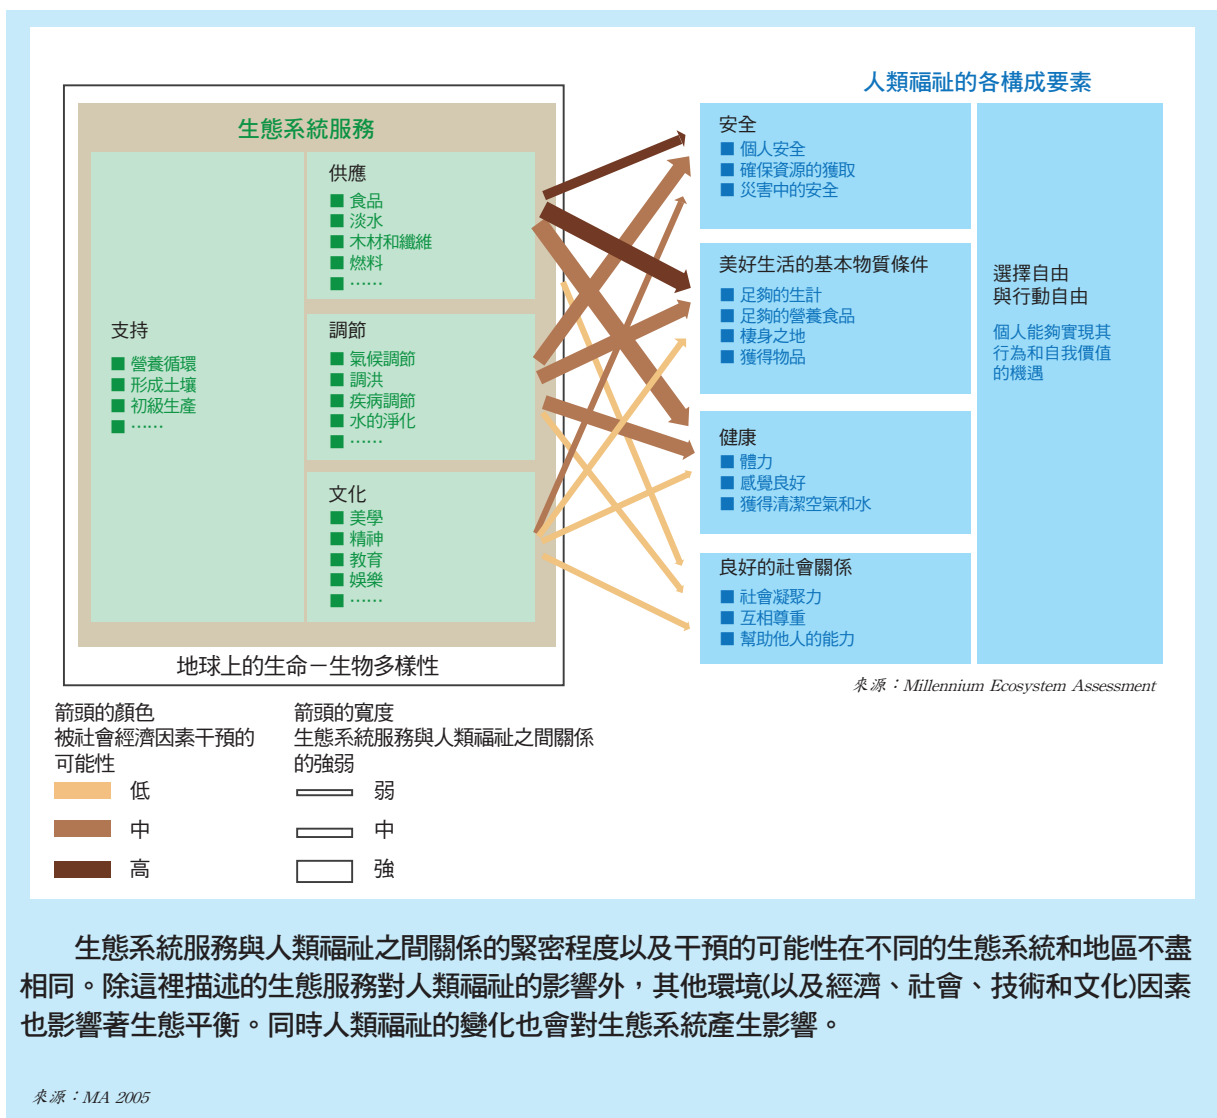 人類福祉的各構成要素
生態系統服務
支持
■ 營養循環
■ 形成土壤
■ 初級生產
■ ……
供應
■ 食品
■ 淡水
■ 木材和纖維
■ 燃料
■ ……
調節
■ 氣候調節
■ 調洪
■ 疾病調節
■ 水的淨化
■ ……
文化
■ 美學
■ 精神
■ 教育
■ 娛樂
■ ……
地球上的生命－生物多樣性
安全
■ 個人安全
■ 確保資源的獲取
■ 災害中的安全
美好生活的基本物質條件
■ 足夠的生計
■ 足夠的營養食品
■ 棲身之地
■ 獲得物品
健康
■ 體力
■ 感覺良好
■ 獲得清潔空氣和水
良好的社會關係
■ 社會凝聚力
■ 互相尊重
■ 幫助他人的能力
選擇自由
與行動自由
個人能夠實現其
行為和自我價值
的機遇
來源：Millennium Ecosystem Assessment
箭頭的顏色
被社會經濟因素干預的
可能性
低
中
高
箭頭的寬度
生態系統服務與人類福祉之間關係
的強弱
弱
中
強
生態系統服務與人類福祉之間關係的緊密程度以及干預的可能性在不同的生態系統和地區不盡
相同。除這裡描述的生態服務對人類福祉的影響外，其他環境(以及經濟、社會、技術和文化)因素
也影響著生態平衡。同時人類福祉的變化也會對生態系統產生影響。
來源：MA 2005